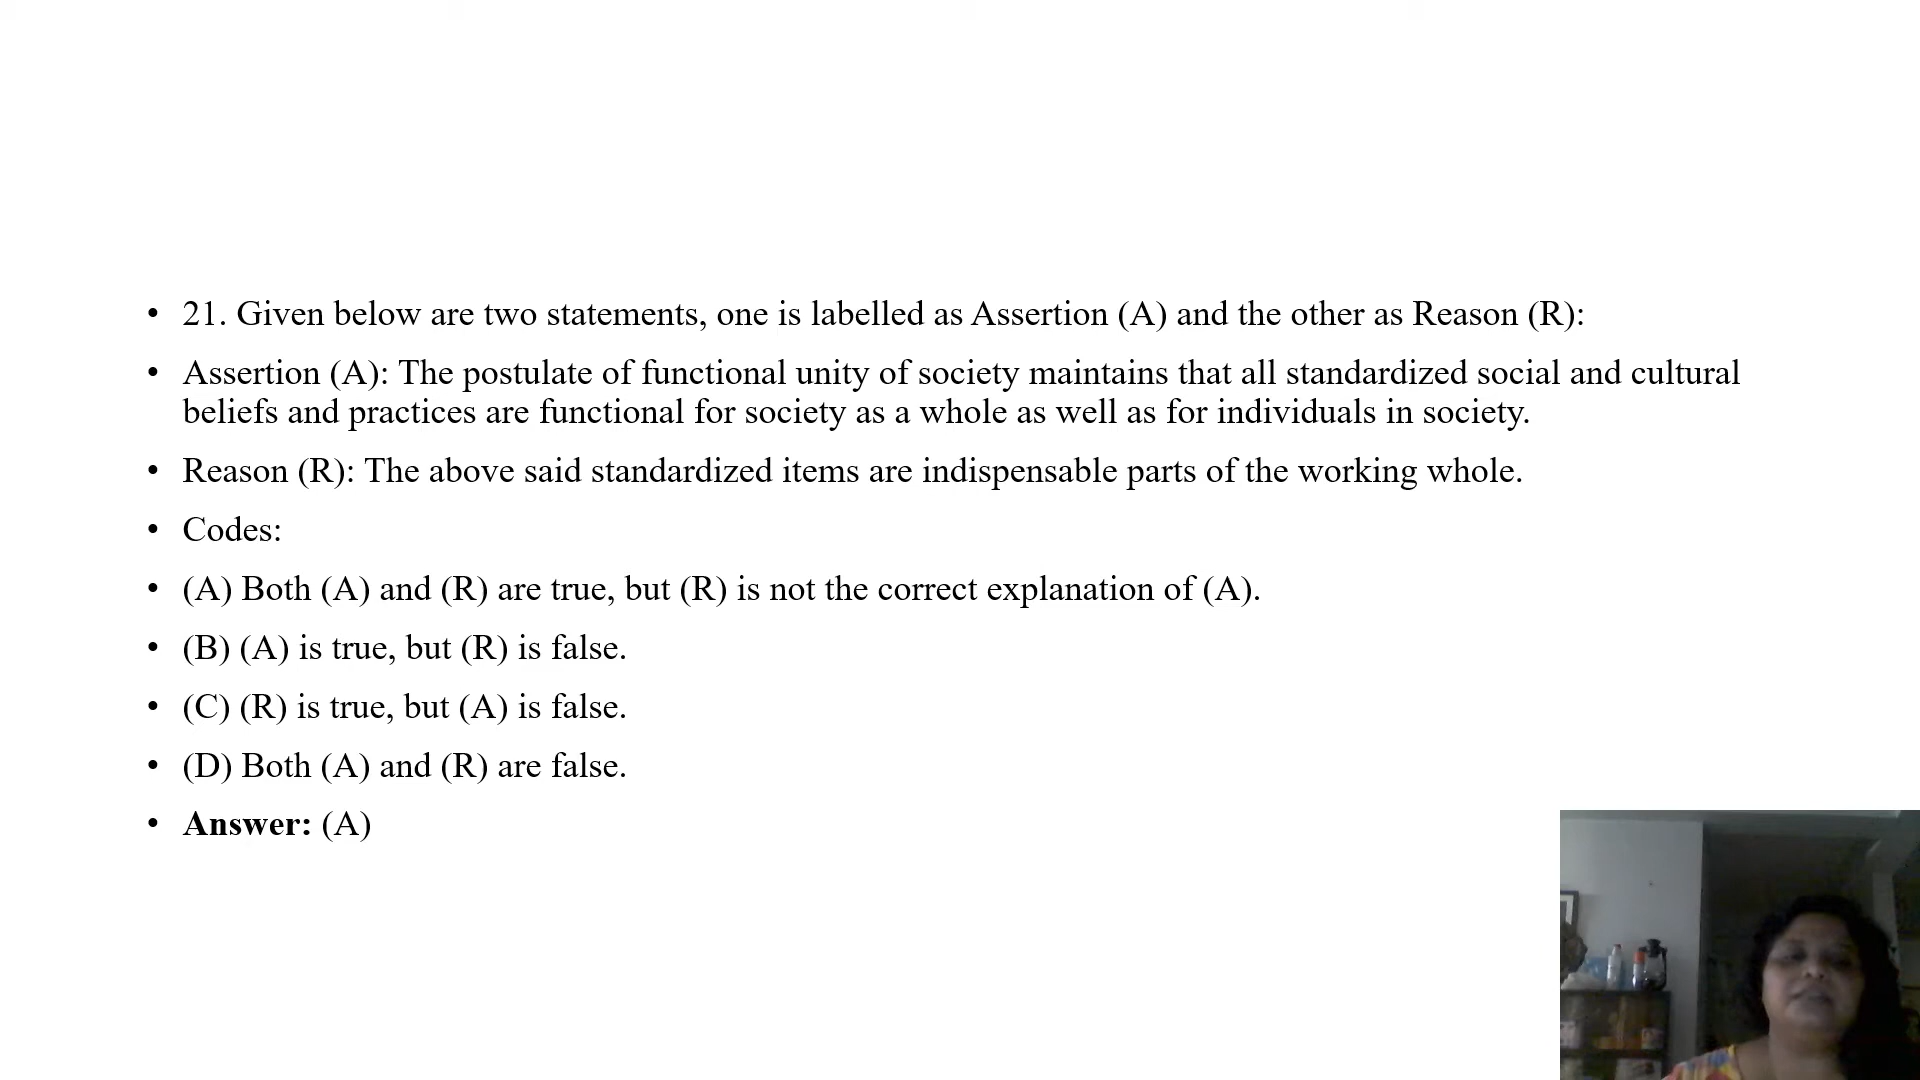 • 21. Given below are two statements, one is labelled as Assertion (A) and the other as Reason (R):
• Assertion (A): The postulate of functional unity of society maintains that all standardized social and cultural
beliefs and practices are functional for society as a whole as well as for individuals in society.
• Reason (R): The above said standardized items are indispensable parts of the working whole.
• Codes:
• (A) Both (A) and (R) are true, but (R) is not the correct explanation of (A).
• (B) (A) is true, but (R) is false.
• (C) (R) is true, but (A) is false.
• (D) Both (A) and (R) are false.
• Answer: (A)